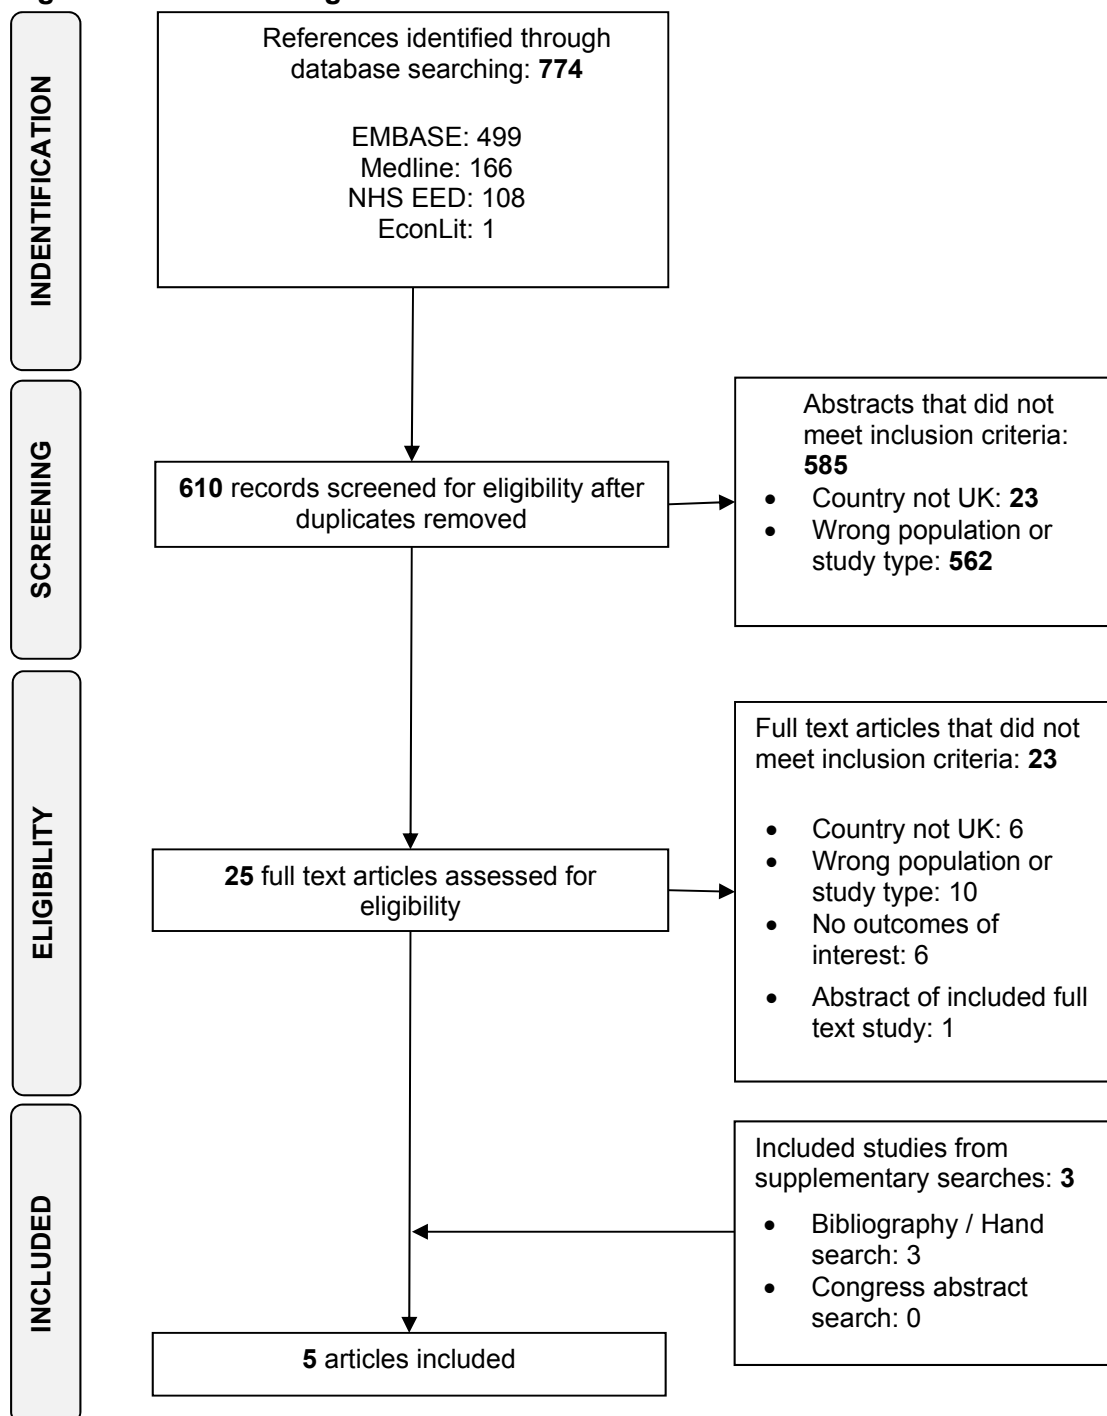 INDENTIFICATION
References identified through
database searching: 774
EMBASE: 499
Medline: 166
NHS EED: 108
EconLit: 1
SCREENING
610 records screened for eligibility after
duplicates removed
Abstracts that did not
meet inclusion criteria:
585
• Country not UK: 23
• Wrong population or
study type: 562
ELIGIBILITY
25 full text articles assessed for
eligibility
Full text articles that did not
meet inclusion criteria: 23
• Country not UK: 6
• Wrong population or
study type: 10
• No outcomes of
interest: 6
• Abstract of included full
text study: 1
INCLUDED
Included studies from
supplementary searches: 3
• Bibliography / Hand
search: 3
• Congress abstract
search: 0
5 articles included